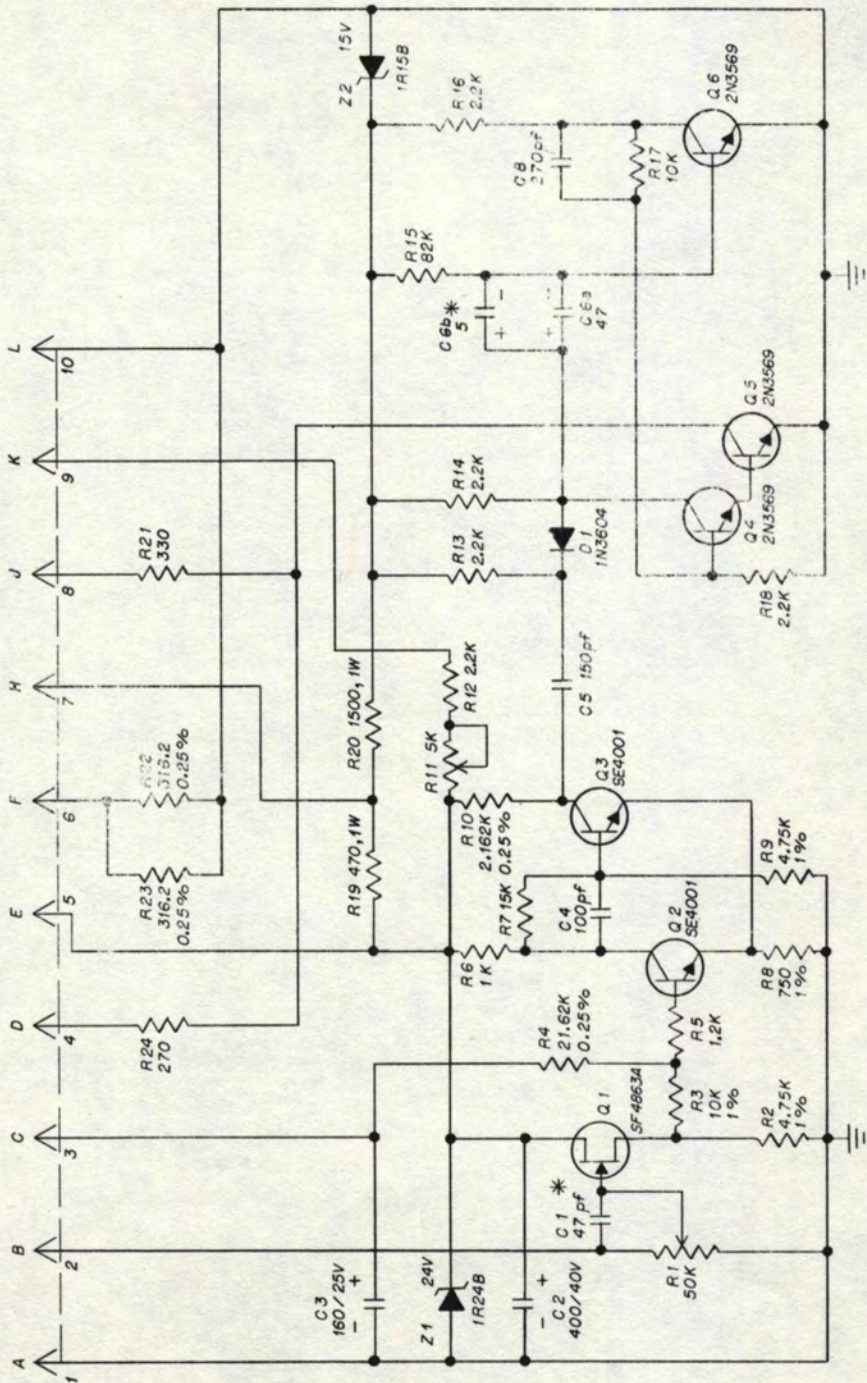 A
B
C
D
E
F
H
J
K
L
1
2
3
4
5
6
7
8
9
10
R24
270
R23
316.2
0.25%
R22
316.2
0.25%
R21
330
C3
160/25V
+
-
Z1
24V
1R24B
-
+
C2
400/40V
R19 470,1W
R20 1500,1W
Z2
15V
1R15B
R4
21.62K
0.25%
R6
1K
R7 15K
C4
100pf
R10
2.162K
0.25%
R11 5K
R12 2.2K
R13
2.2K
R14
2.2K
R15
82K
R16
2.2K
C6b*
5
+
-
C6a
47
+
-
C8
270pf
R17
10K
D1
1N3604
C5 150pf
Q1
SF4863A
C1 *
47pf
R1
50K
R3
10K
1%
R2
4.75K
1%
R5
1.2K
Q2
SE4001
R8
750
1%
Q3
SE4001
R9
4.75K
1%
Q4
2N3569
R18
2.2K
Q5
2N3569
Q6
2N3569